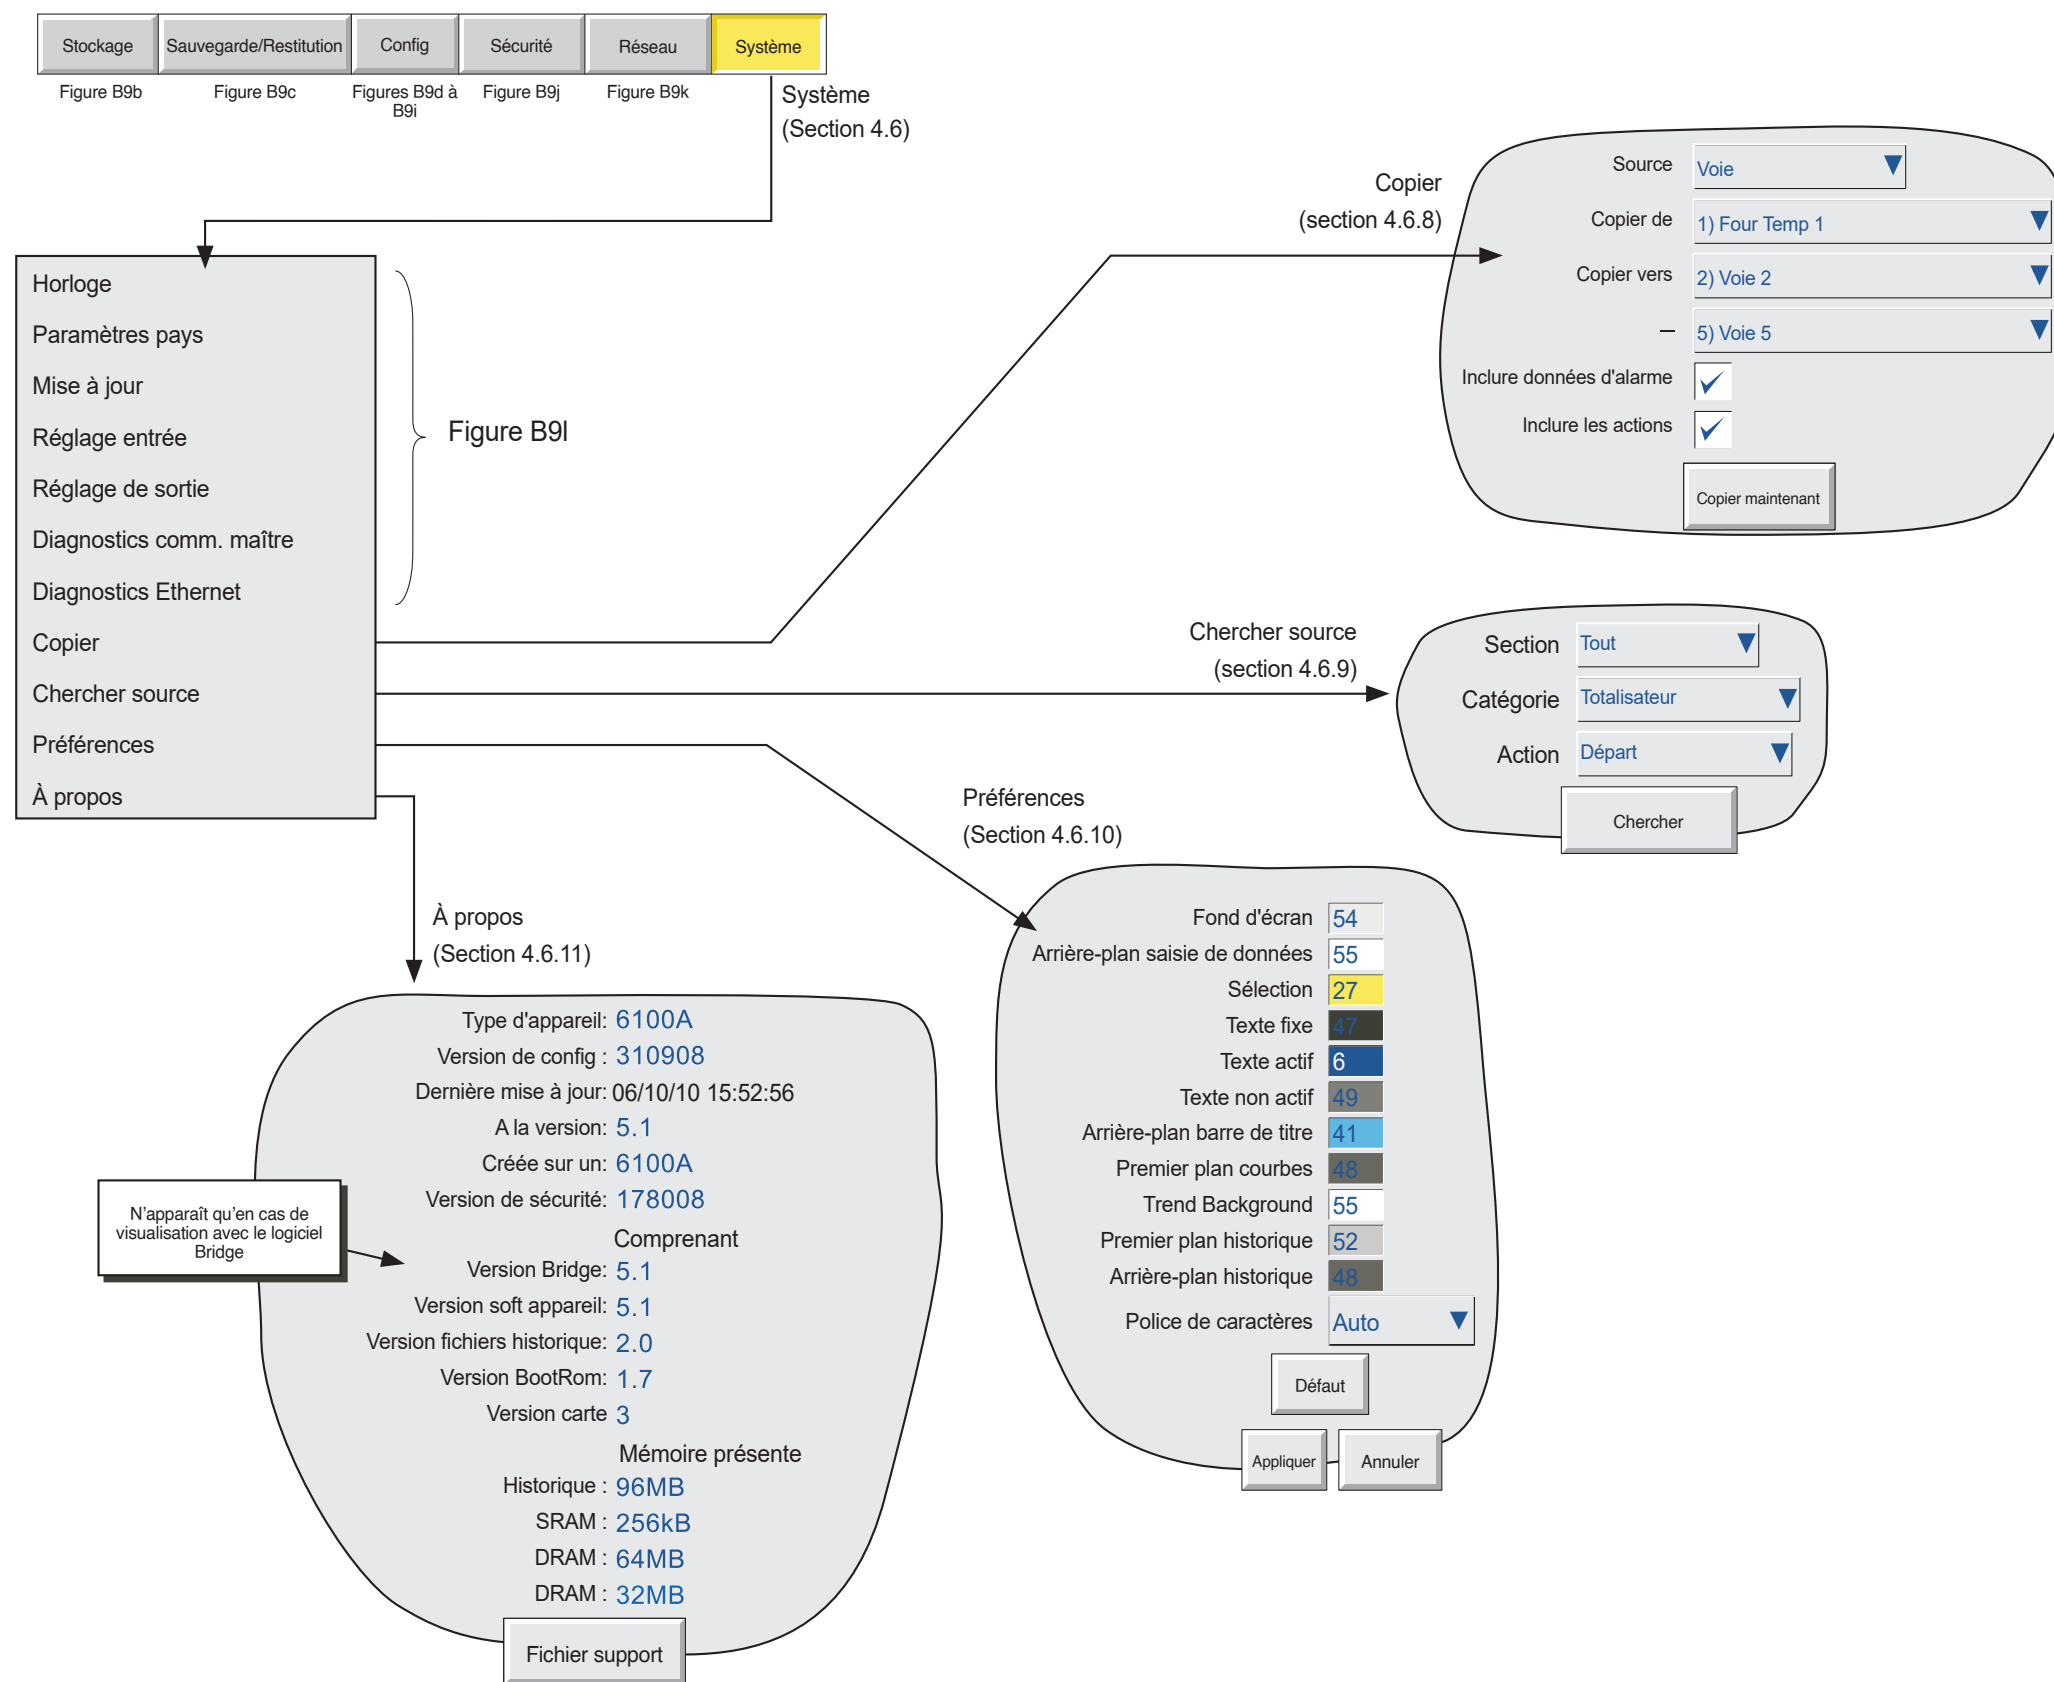 Stockage
Sauvegarde/Restitution
Config
Sécurité
Réseau
Système
Figure B9b
Figure B9c
Figures B9d à
B9i
Figure B9j
Figure B9k
Système
(Section 4.6)
Horloge
Paramètres pays
Mise à jour
Réglage entrée
Réglage de sortie
Diagnostics comm. maître
Diagnostics Ethernet
Copier
Chercher source
Préférences
À propos
Figure B9l
Copier
(section 4.6.8)
Source Voie
Copier de 1) Four Temp 1
Copier vers 2) Voie 2
– 5) Voie 5
Inclure données d'alarme
Inclure les actions
Copier maintenant
Chercher source
(section 4.6.9)
Section Tout
Catégorie Totalisateur
Action Départ
Chercher
Préférences
(Section 4.6.10)
Fond d'écran 54
Arrière-plan saisie de données 55
Sélection 27
Texte fixe 47
Texte actif 6
Texte non actif 49
Arrière-plan barre de titre 41
Premier plan courbes 48
Trend Background 55
Premier plan historique 52
Arrière-plan historique 48
Police de caractères Auto
Défaut
Appliquer
Annuler
À propos
(Section 4.6.11)
Type d'appareil: 6100A
Version de config : 310908
Dernière mise à jour: 06/10/10 15:52:56
A la version: 5.1
Créée sur un: 6100A
Version de sécurité: 178008
Comprenant
Version Bridge: 5.1
Version soft appareil: 5.1
Version fichiers historique: 2.0
Version BootRom: 1.7
Version carte 3
Mémoire présente
Historique : 96MB
SRAM : 256kB
DRAM : 64MB
DRAM : 32MB
Fichier support
N'apparaît qu'en cas de
visualisation avec le logiciel
Bridge